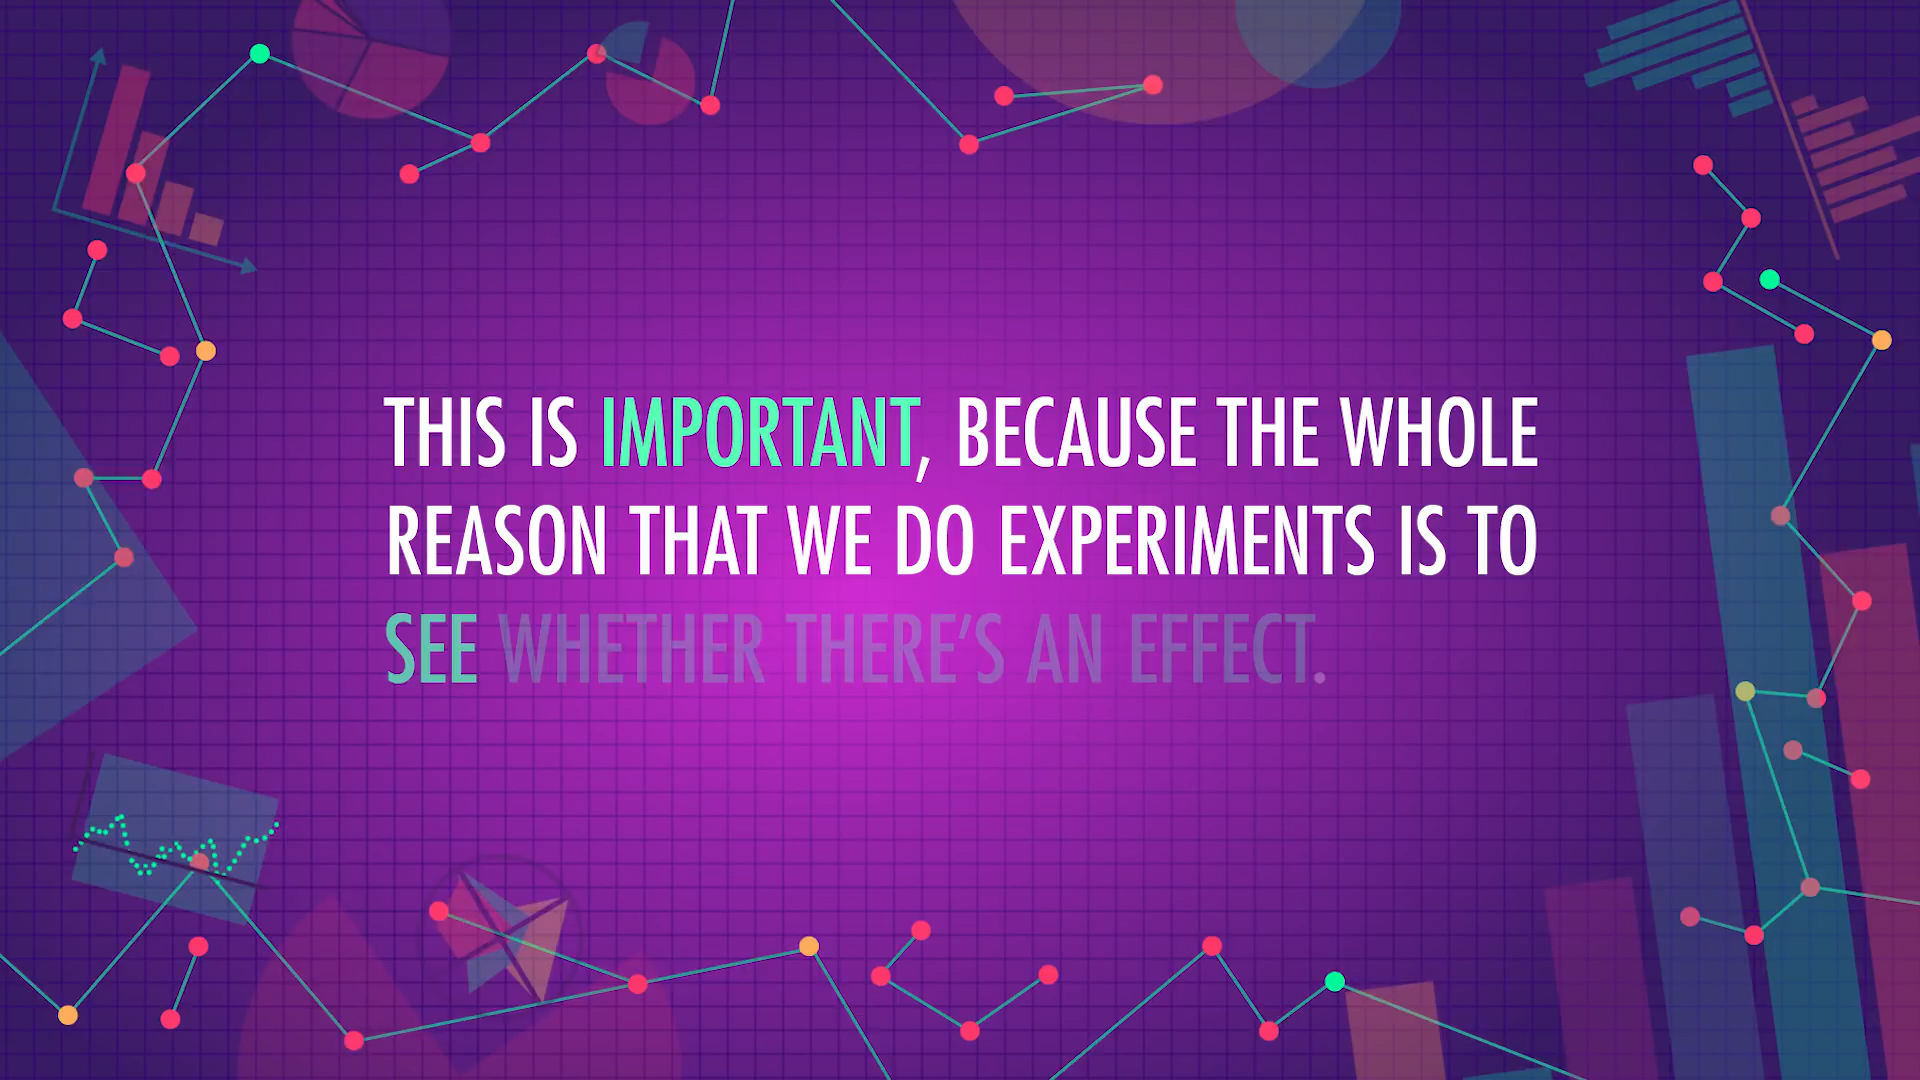 THIS IS IMPORTANT, BECAUSE THE WHOLE
REASON THAT WE DO EXPERIMENTS IS TO
SEE WHETHER THERE’S AN EFFECT.